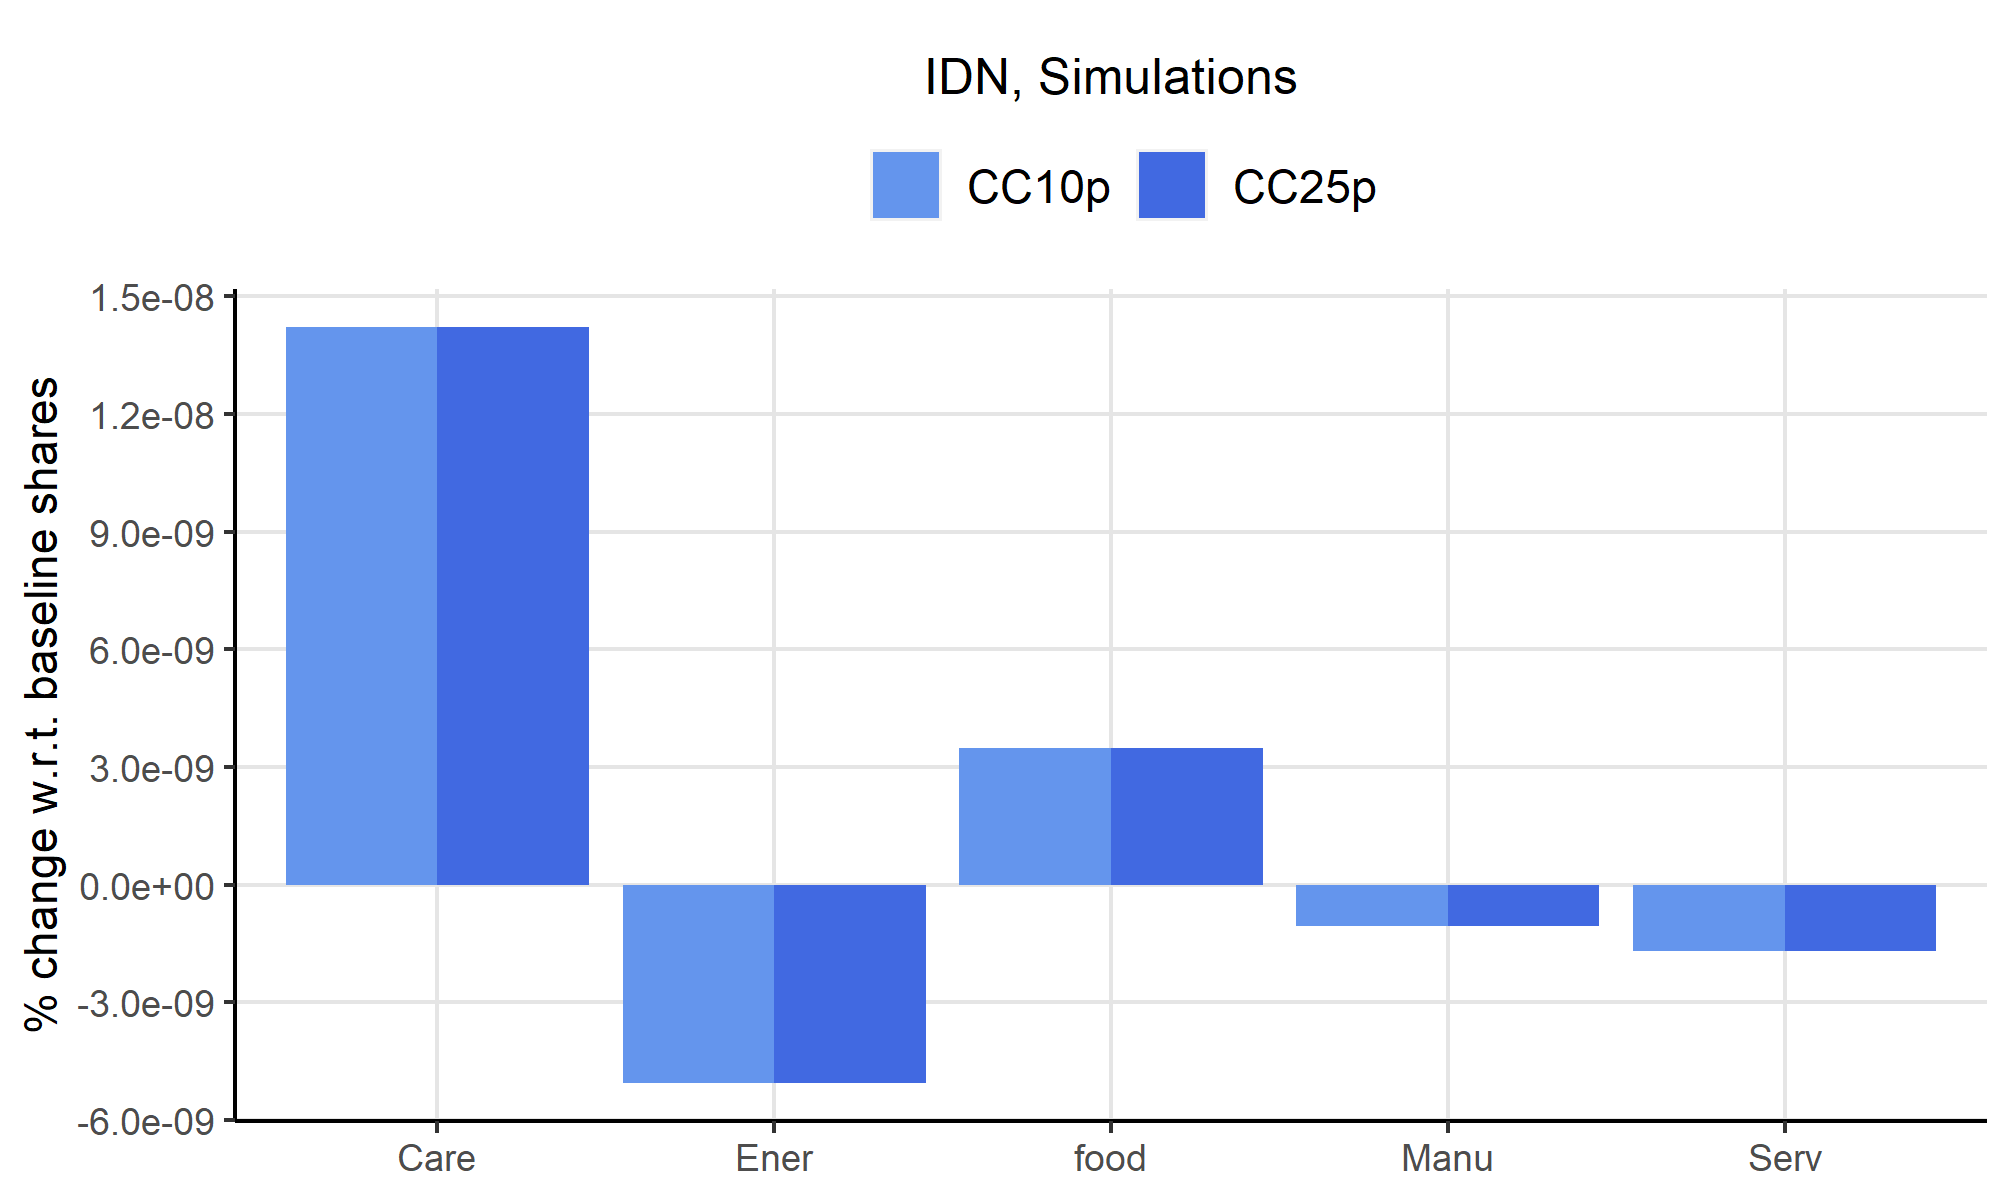 IDN, Simulations
CC10p CC25p
% change w.r.t. baseline shares
1.5e-08
1.2e-08
9.0e-09
6.0e-09
3.0e-09
0.0e+00
-3.0e-09
-6.0e-09
Care Ener food Manu Serv